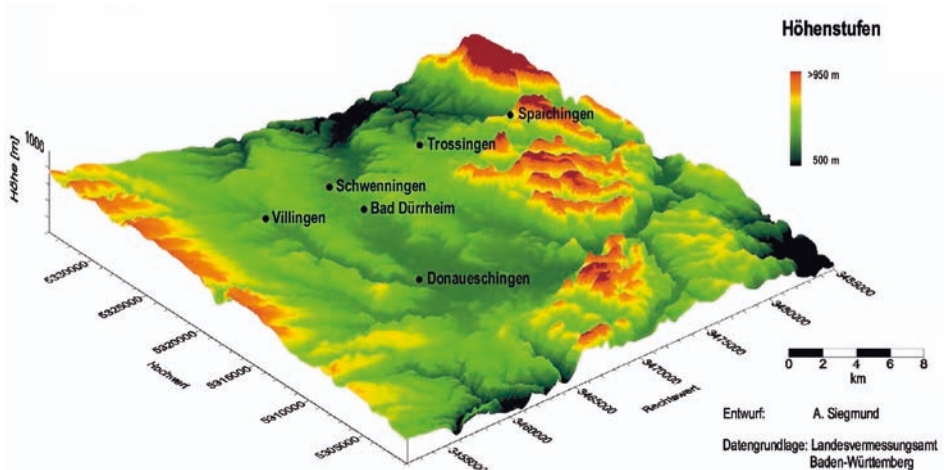 Höhenstufen
>950 m
500 m
Spaichingen
Trossingen
Schwenningen
Bad Dürrheim
Villingen
Donaueschingen
1000
Höhe [m]
5330000
5325000
5320000
5315000
5310000
5305000
Hochwert
3455000
3460000
3465000
3470000
3475000
3480000
3485000
Rechtswert
0 2 4 6 8
km
Entwurf: A. Siegmund
Datengrundlage: Landesvermessungsamt
Baden-Württemberg